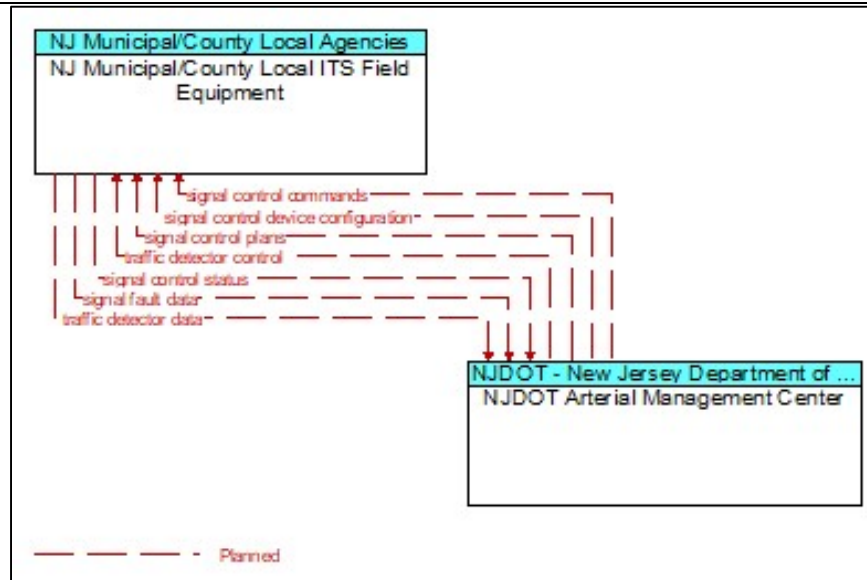 NJ Municipal/County Local Agencies
NJ Municipal/County Local ITS Field
Equipment
signal control commands
signal control device configuration
signal control plans
traffic detector control
signal control status
signal fault data
traffic detector data
NJDOT - New Jersey Department of ...
NJDOT Arterial Management Center
Planned